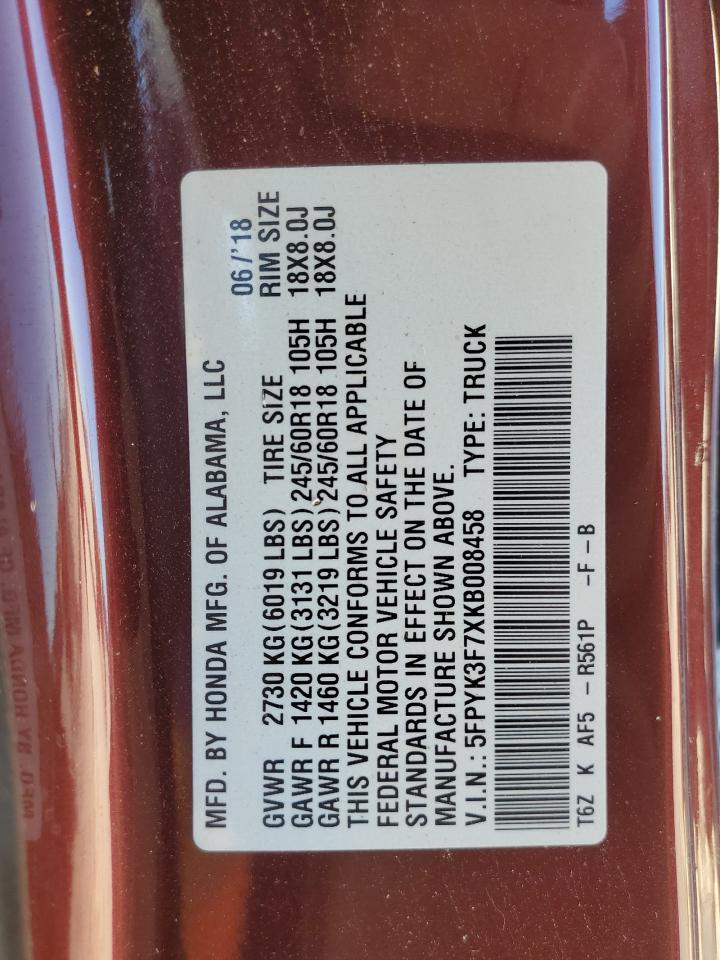 MFD. BY HONDA MFG. OF ALABAMA, LLC 06/'18
GVWR 2730 KG(6019 LBS) TIRE SIZE RIM SIZE
GAWR F 1420 KG(3131 LBS)245/60R18 105H 18X8.0J
GAWR R 1460 KG(3219 LBS)245/60R18 105H 18X8.0J
THIS VEHICLE CONFORMS TO ALL APPLICABLE
FEDERAL MOTOR VEHICLE SAFETY
STANDARDS IN EFFECT ON THE DATE OF
MANUFACTURE SHOWN ABOVE.
V.I.N.:5FPYK3F7XKB008458 TYPE: TRUCK
T6Z K AF5 -R561P -F-B